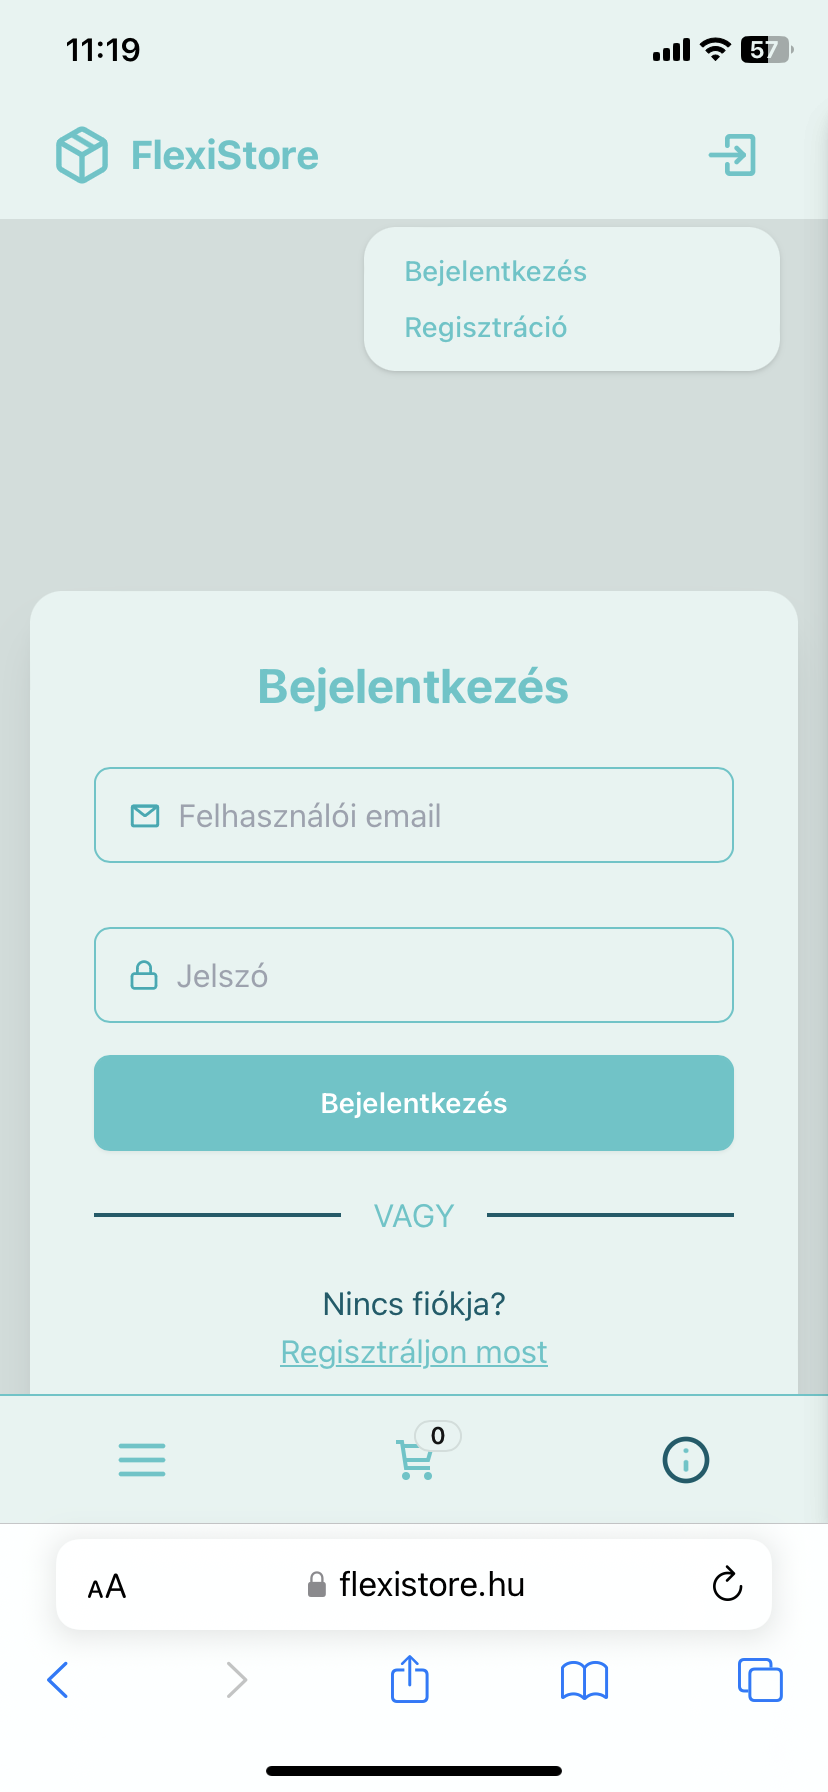 11:19
57
FlexiStore
Bejelentkezés
Regisztráció
Bejelentkezés
Felhasználói email
Jelszó
Bejelentkezés
VAGY
Nincs fiókja?
Regisztráljon most
0
AA
flexistore.hu